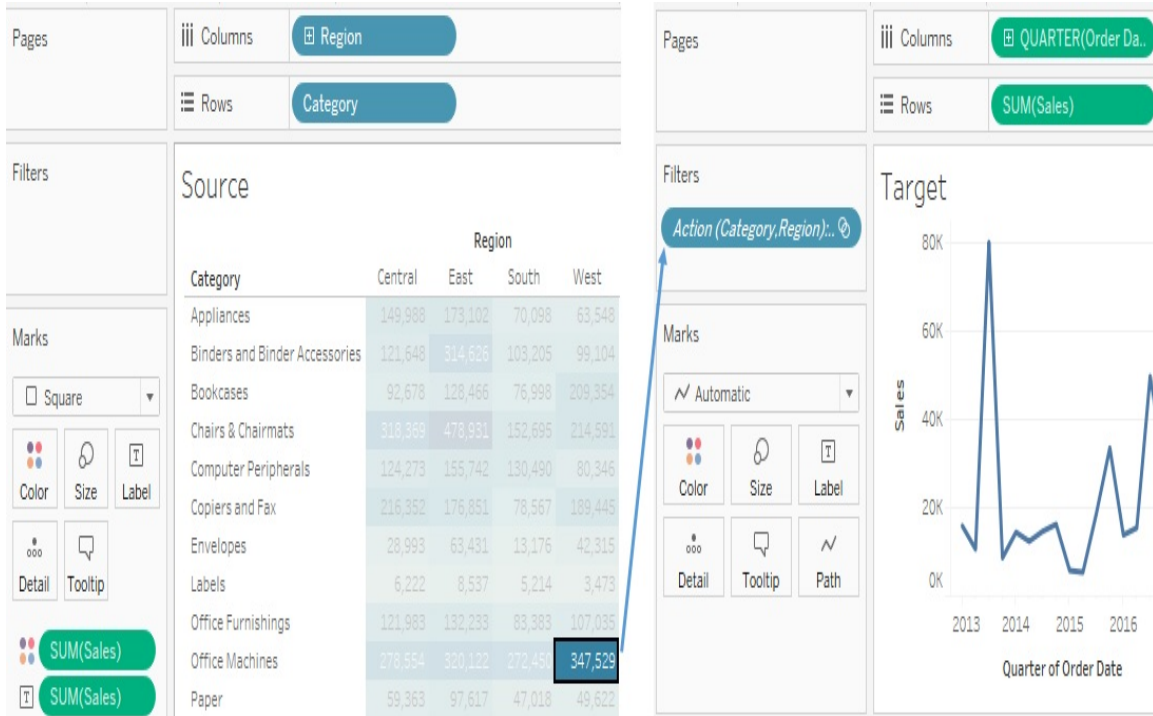 Pages
Columns
Region
Rows
Category
Filters
Marks
Square
Color Size Label
Detail Tooltip
SUM(Sales)
SUM(Sales)
Source
Region
Category Central East South West
Appliances 149,988 173,102 70,098 63,548
Binders and Binder Accessories 121,648 314,626 103,205 99,104
Bookcases 92,678 128,466 76,998 209,354
Chairs & Chairmats 318,369 478,931 152,695 214,591
Computer Peripherals 124,273 155,742 130,490 80,346
Copiers and Fax 216,352 176,851 78,567 189,445
Envelopes 28,993 63,431 13,176 42,315
Labels 6,222 8,537 5,214 3,473
Office Furnishings 121,983 132,233 83,383 107,035
Office Machines 278,554 320,122 272,450 347,529
Paper 59,363 97,617 47,018 49,622
Pages
Columns
QUARTER(Order Da..
Rows
SUM(Sales)
Filters
Action (Category,Region):..
Marks
Automatic
Color Size Label
Detail Tooltip Path
Target
80K
60K
40K
20K
0K
Sales
2013 2014 2015 2016
Quarter of Order Date